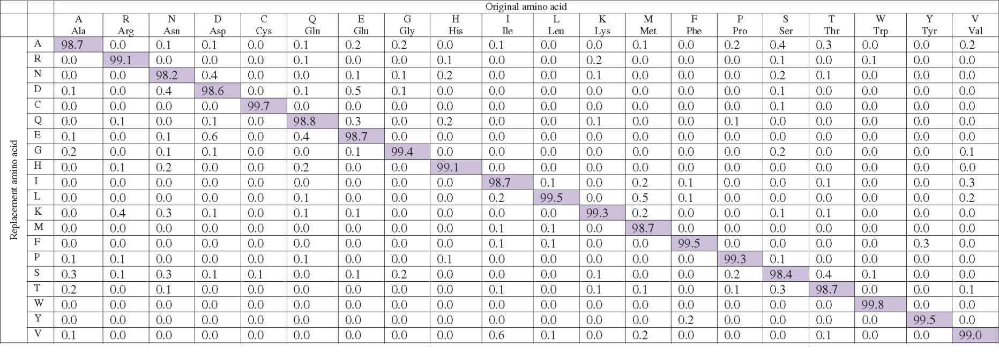 Original amino acid
A R N D C Q E G H I L K M F P S T W Y V
Ala Arg Asn Asp Cys Gln Glu Gly His Ile Leu Lys Met Phe Pro Ser Thr Trp Tyr Val
Replacement amino acid
A 98.7 0.0 0.1 0.1 0.0 0.1 0.2 0.2 0.0 0.1 0.0 0.0 0.1 0.0 0.2 0.4 0.3 0.0 0.0 0.2
R 0.0 99.1 0.0 0.0 0.0 0.1 0.0 0.0 0.1 0.0 0.0 0.2 0.0 0.0 0.0 0.1 0.0 0.1 0.0 0.0
N 0.0 0.0 98.2 0.4 0.0 0.0 0.1 0.1 0.2 0.0 0.0 0.1 0.0 0.0 0.0 0.2 0.1 0.0 0.0 0.0
D 0.1 0.0 0.4 98.6 0.0 0.1 0.5 0.1 0.0 0.0 0.0 0.0 0.0 0.0 0.0 0.1 0.0 0.0 0.0 0.0
C 0.0 0.0 0.0 0.0 99.7 0.0 0.0 0.0 0.0 0.0 0.0 0.0 0.0 0.0 0.0 0.1 0.0 0.0 0.0 0.0
Q 0.0 0.1 0.0 0.1 0.0 98.8 0.3 0.0 0.2 0.0 0.0 0.1 0.0 0.0 0.1 0.0 0.0 0.0 0.0 0.0
E 0.1 0.0 0.1 0.6 0.0 0.4 98.7 0.0 0.0 0.0 0.0 0.0 0.0 0.0 0.0 0.0 0.0 0.0 0.0 0.0
G 0.2 0.0 0.1 0.1 0.0 0.0 0.1 99.4 0.0 0.0 0.0 0.0 0.0 0.0 0.0 0.2 0.0 0.0 0.0 0.1
H 0.0 0.1 0.2 0.0 0.0 0.2 0.0 0.0 99.1 0.0 0.0 0.0 0.0 0.0 0.0 0.0 0.0 0.0 0.0 0.0
I 0.0 0.0 0.0 0.0 0.0 0.0 0.0 0.0 0.0 98.7 0.1 0.0 0.2 0.1 0.0 0.0 0.1 0.0 0.0 0.3
L 0.0 0.0 0.0 0.0 0.0 0.1 0.0 0.0 0.0 0.2 99.5 0.0 0.5 0.1 0.0 0.0 0.0 0.0 0.0 0.2
K 0.0 0.4 0.3 0.1 0.0 0.1 0.1 0.0 0.0 0.0 0.0 99.3 0.2 0.0 0.0 0.1 0.1 0.0 0.0 0.0
M 0.0 0.0 0.0 0.0 0.0 0.0 0.0 0.0 0.0 0.1 0.1 0.0 98.7 0.0 0.0 0.0 0.0 0.0 0.0 0.0
F 0.0 0.0 0.0 0.0 0.0 0.0 0.0 0.0 0.0 0.1 0.1 0.0 0.0 99.5 0.0 0.0 0.0 0.0 0.3 0.0
P 0.1 0.1 0.0 0.0 0.0 0.1 0.0 0.0 0.1 0.0 0.0 0.0 0.0 0.0 99.3 0.1 0.0 0.0 0.0 0.0
S 0.3 0.1 0.3 0.1 0.1 0.0 0.1 0.2 0.0 0.0 0.0 0.1 0.0 0.0 0.2 98.4 0.4 0.1 0.0 0.0
T 0.2 0.0 0.1 0.0 0.0 0.0 0.0 0.0 0.0 0.1 0.0 0.1 0.1 0.0 0.1 0.3 98.7 0.0 0.0 0.1
W 0.0 0.0 0.0 0.0 0.0 0.0 0.0 0.0 0.0 0.0 0.0 0.0 0.0 0.0 0.0 0.0 0.0 99.8 0.0 0.0
Y 0.0 0.0 0.0 0.0 0.0 0.0 0.0 0.0 0.0 0.0 0.0 0.0 0.0 0.2 0.0 0.0 0.0 0.0 99.5 0.0
V 0.1 0.0 0.0 0.0 0.0 0.0 0.0 0.0 0.0 0.6 0.1 0.0 0.2 0.0 0.0 0.0 0.1 0.0 0.0 99.0